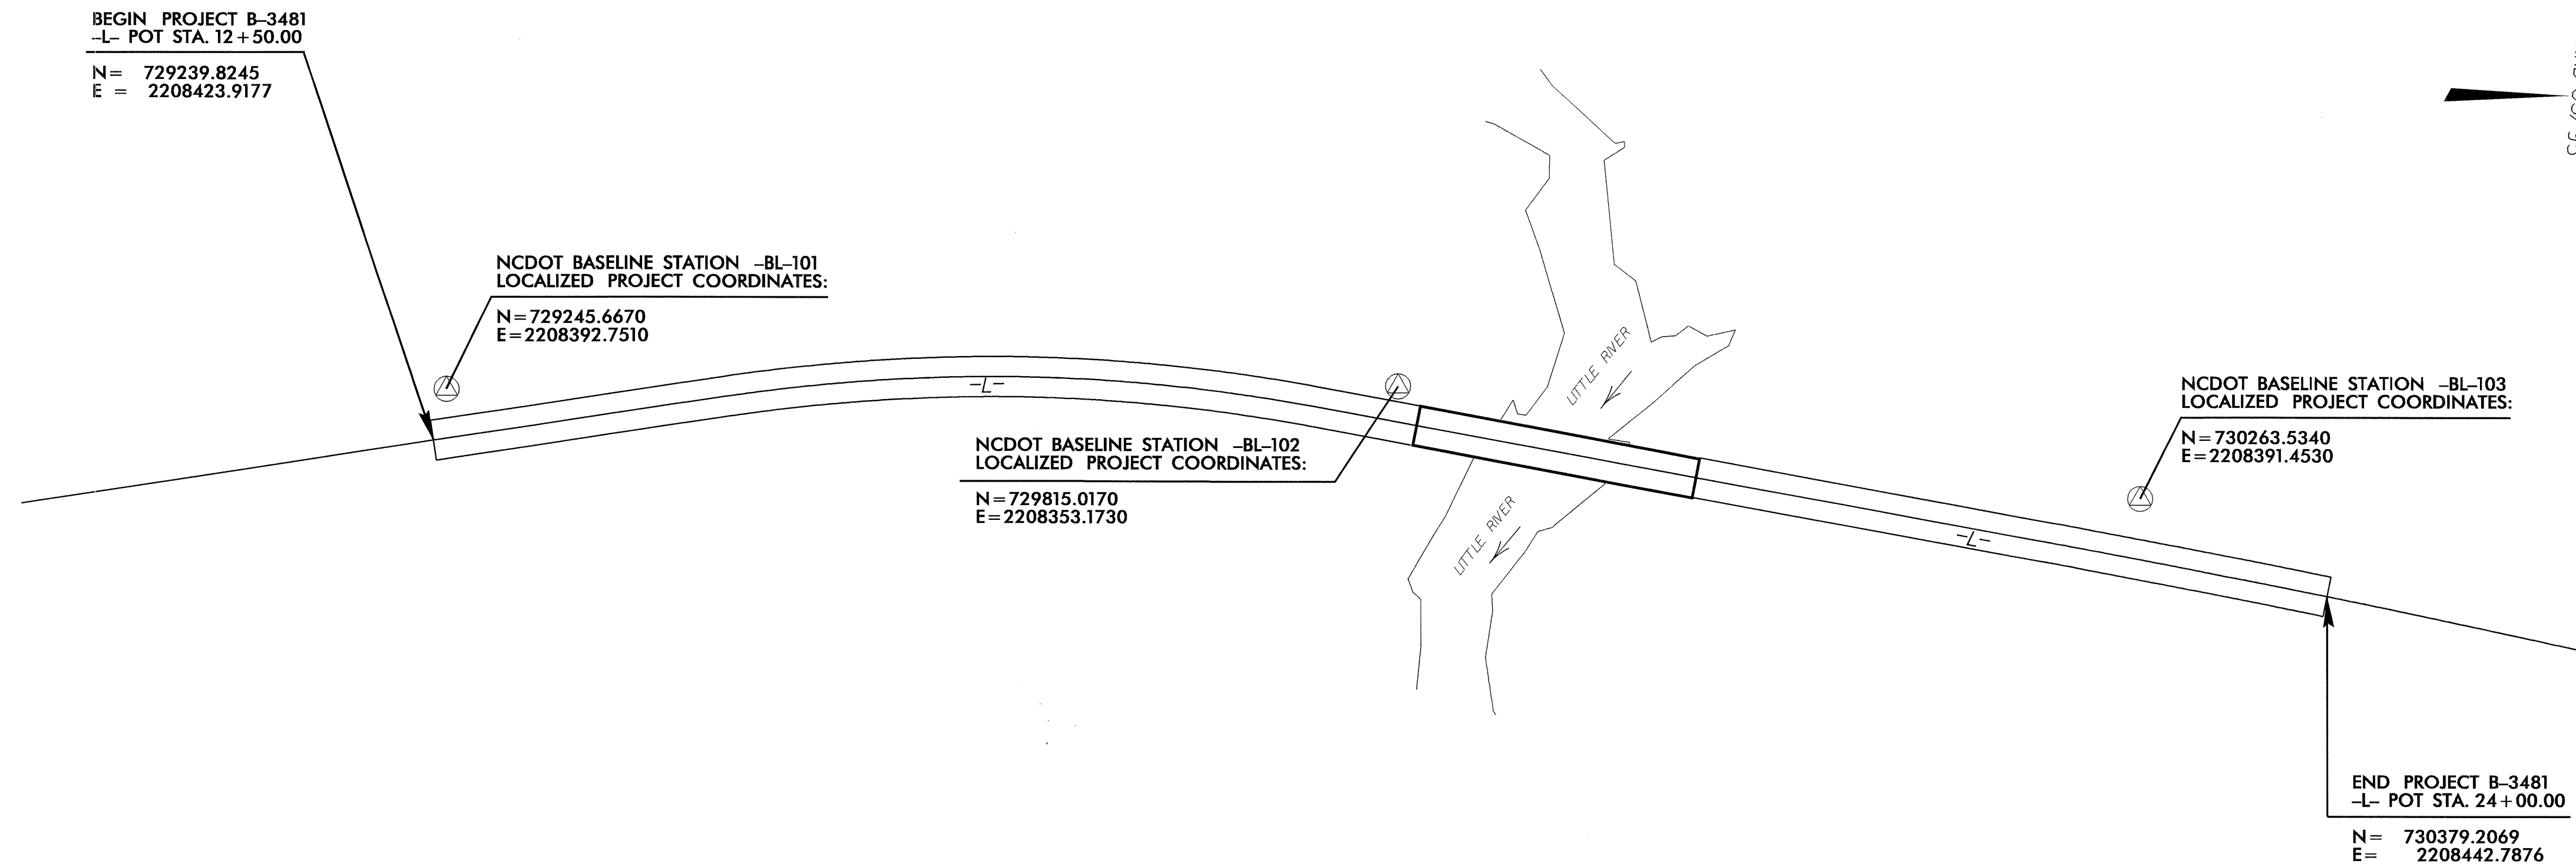 BEGIN PROJECT B-3481
-L- POT STA. 12+50.00
N= 729239.8245
E = 2208423.9177
NCDOT BASELINE STATION -BL-101
LOCALIZED PROJECT COORDINATES:
N=729245.6670
E=2208392.7510
-L-
LITTLE RIVER
NCDOT BASELINE STATION -BL-102
LOCALIZED PROJECT COORDINATES:
N=729815.0170
E=2208353.1730
LITTLE RIVER
NCDOT BASELINE STATION -BL-103
LOCALIZED PROJECT COORDINATES:
N=730263.5340
E=2208391.4530
-L-
END PROJECT B-3481
-L- POT STA. 24+00.00
N= 730379.2069
E= 2208442.7876